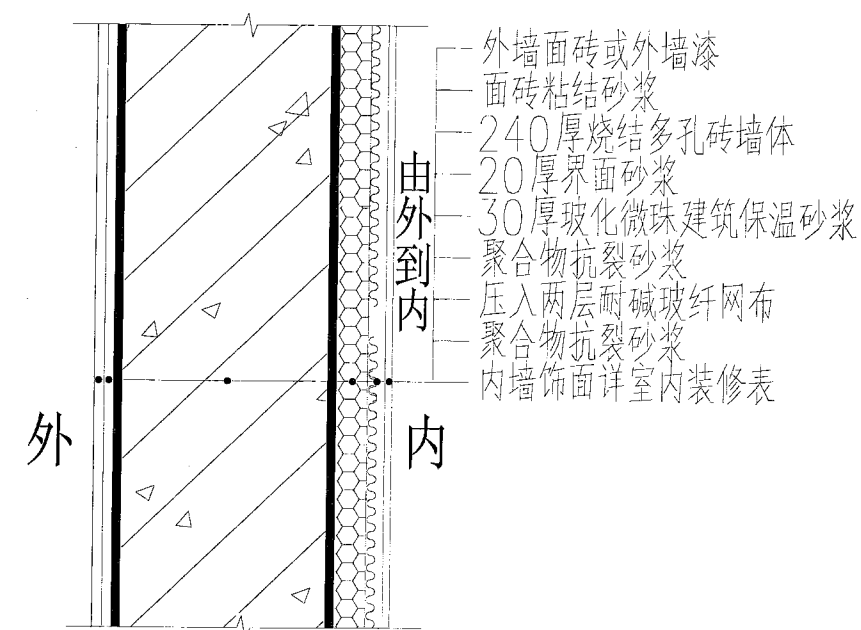 外墙面砖或外墙漆
面砖粘结砂浆
240厚烧结多孔砖墙体
20厚界面砂浆
30厚玻化微珠建筑保温砂浆
聚合物抗裂砂浆
压入两层耐碱玻纤网布
聚合物抗裂砂浆
内墙饰面详室内装修表
由外到内
外
内